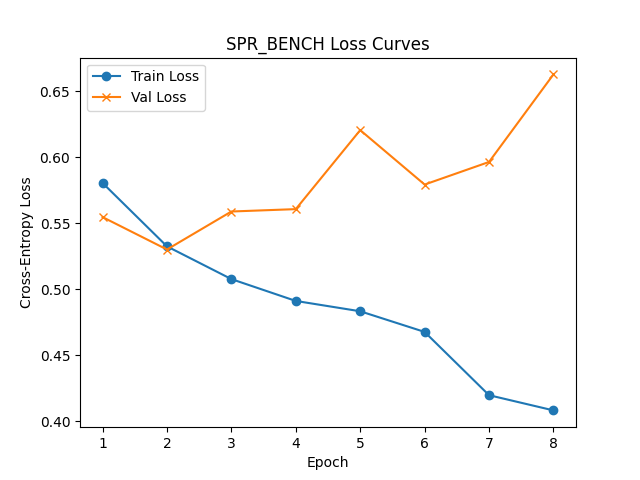 SPR_BENCH Loss Curves
Train Loss
Val Loss
Cross-Entropy Loss
0.65
0.60
0.55
0.50
0.45
0.40
1 2 3 4 5 6 7 8
Epoch